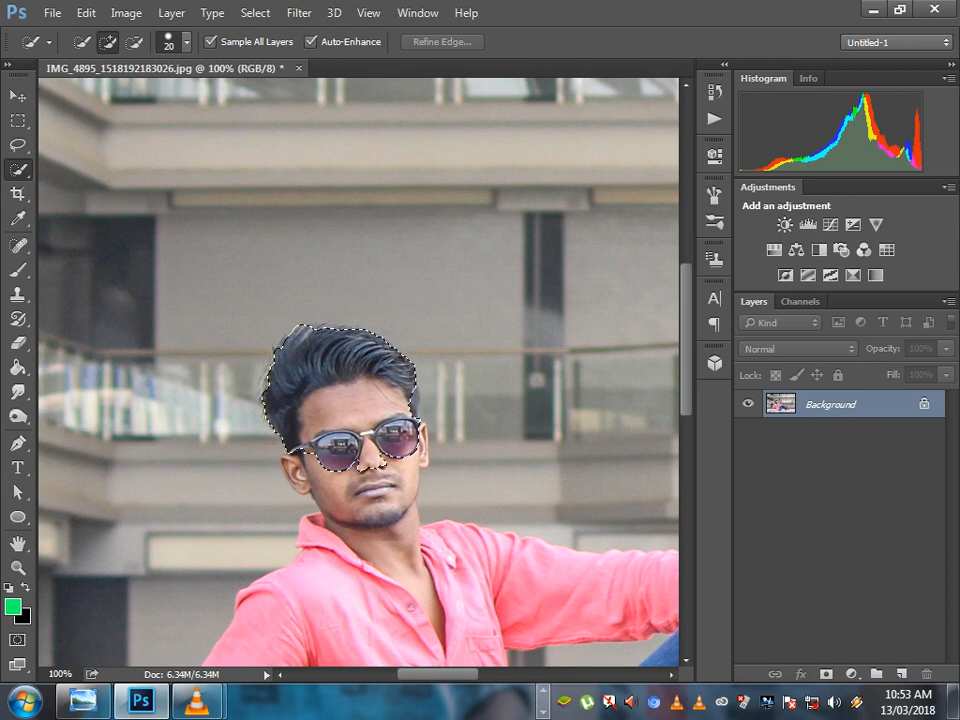 Ps File Edit Image Layer Type Select Filter 3D View Window Help
20 Sample All Layers Auto-Enhance Refine Edge... Untitled-1
IMG_4895_1518192183026.jpg @ 100% (RGB/8) * ×
Histogram Info
Adjustments
Add an adjustment
Layers Channels
Kind
Normal Opacity: 100%
Lock: Fill: 100%
Background
100% Doc: 6.34M/6.34M
Ps
10:53 AM
13/03/2018